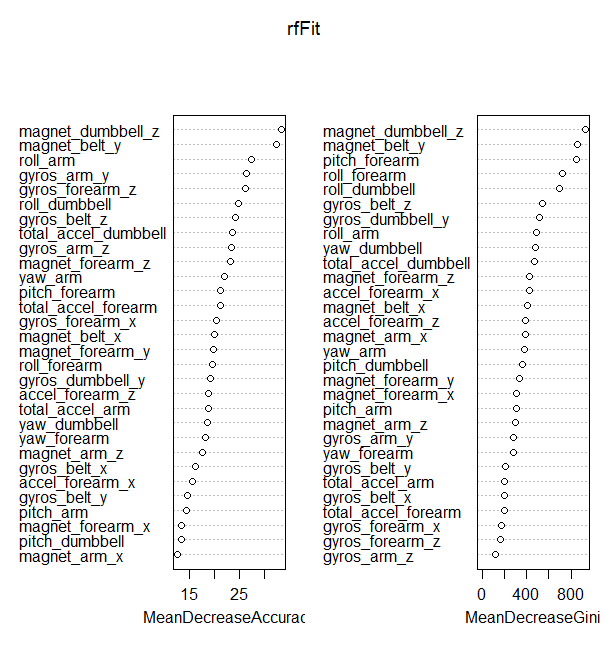 rfFit
magnet_dumbbell_z
magnet_belt_y
roll_arm
gyros_arm_y
gyros_forearm_z
roll_dumbbell
gyros_belt_z
total_accel_dumbbell
gyros_arm_z
magnet_forearm_z
yaw_arm
pitch_forearm
total_accel_forearm
gyros_forearm_x
magnet_belt_x
magnet_forearm_y
roll_forearm
gyros_dumbbell_y
accel_forearm_z
total_accel_arm
yaw_dumbbell
yaw_forearm
magnet_arm_z
gyros_belt_x
accel_forearm_x
gyros_belt_y
pitch_arm
magnet_forearm_x
pitch_dumbbell
magnet_arm_x
15 25
MeanDecreaseAccurac
magnet_dumbbell_z
magnet_belt_y
pitch_forearm
roll_forearm
roll_dumbbell
gyros_belt_z
gyros_dumbbell_y
roll_arm
yaw_dumbbell
total_accel_dumbbell
magnet_forearm_z
accel_forearm_x
magnet_belt_x
accel_forearm_z
magnet_arm_x
yaw_arm
pitch_dumbbell
magnet_forearm_y
magnet_forearm_x
pitch_arm
magnet_arm_z
gyros_arm_y
yaw_forearm
gyros_belt_y
total_accel_arm
gyros_belt_x
total_accel_forearm
gyros_forearm_x
gyros_forearm_z
gyros_arm_z
0 400 800
MeanDecreaseGini